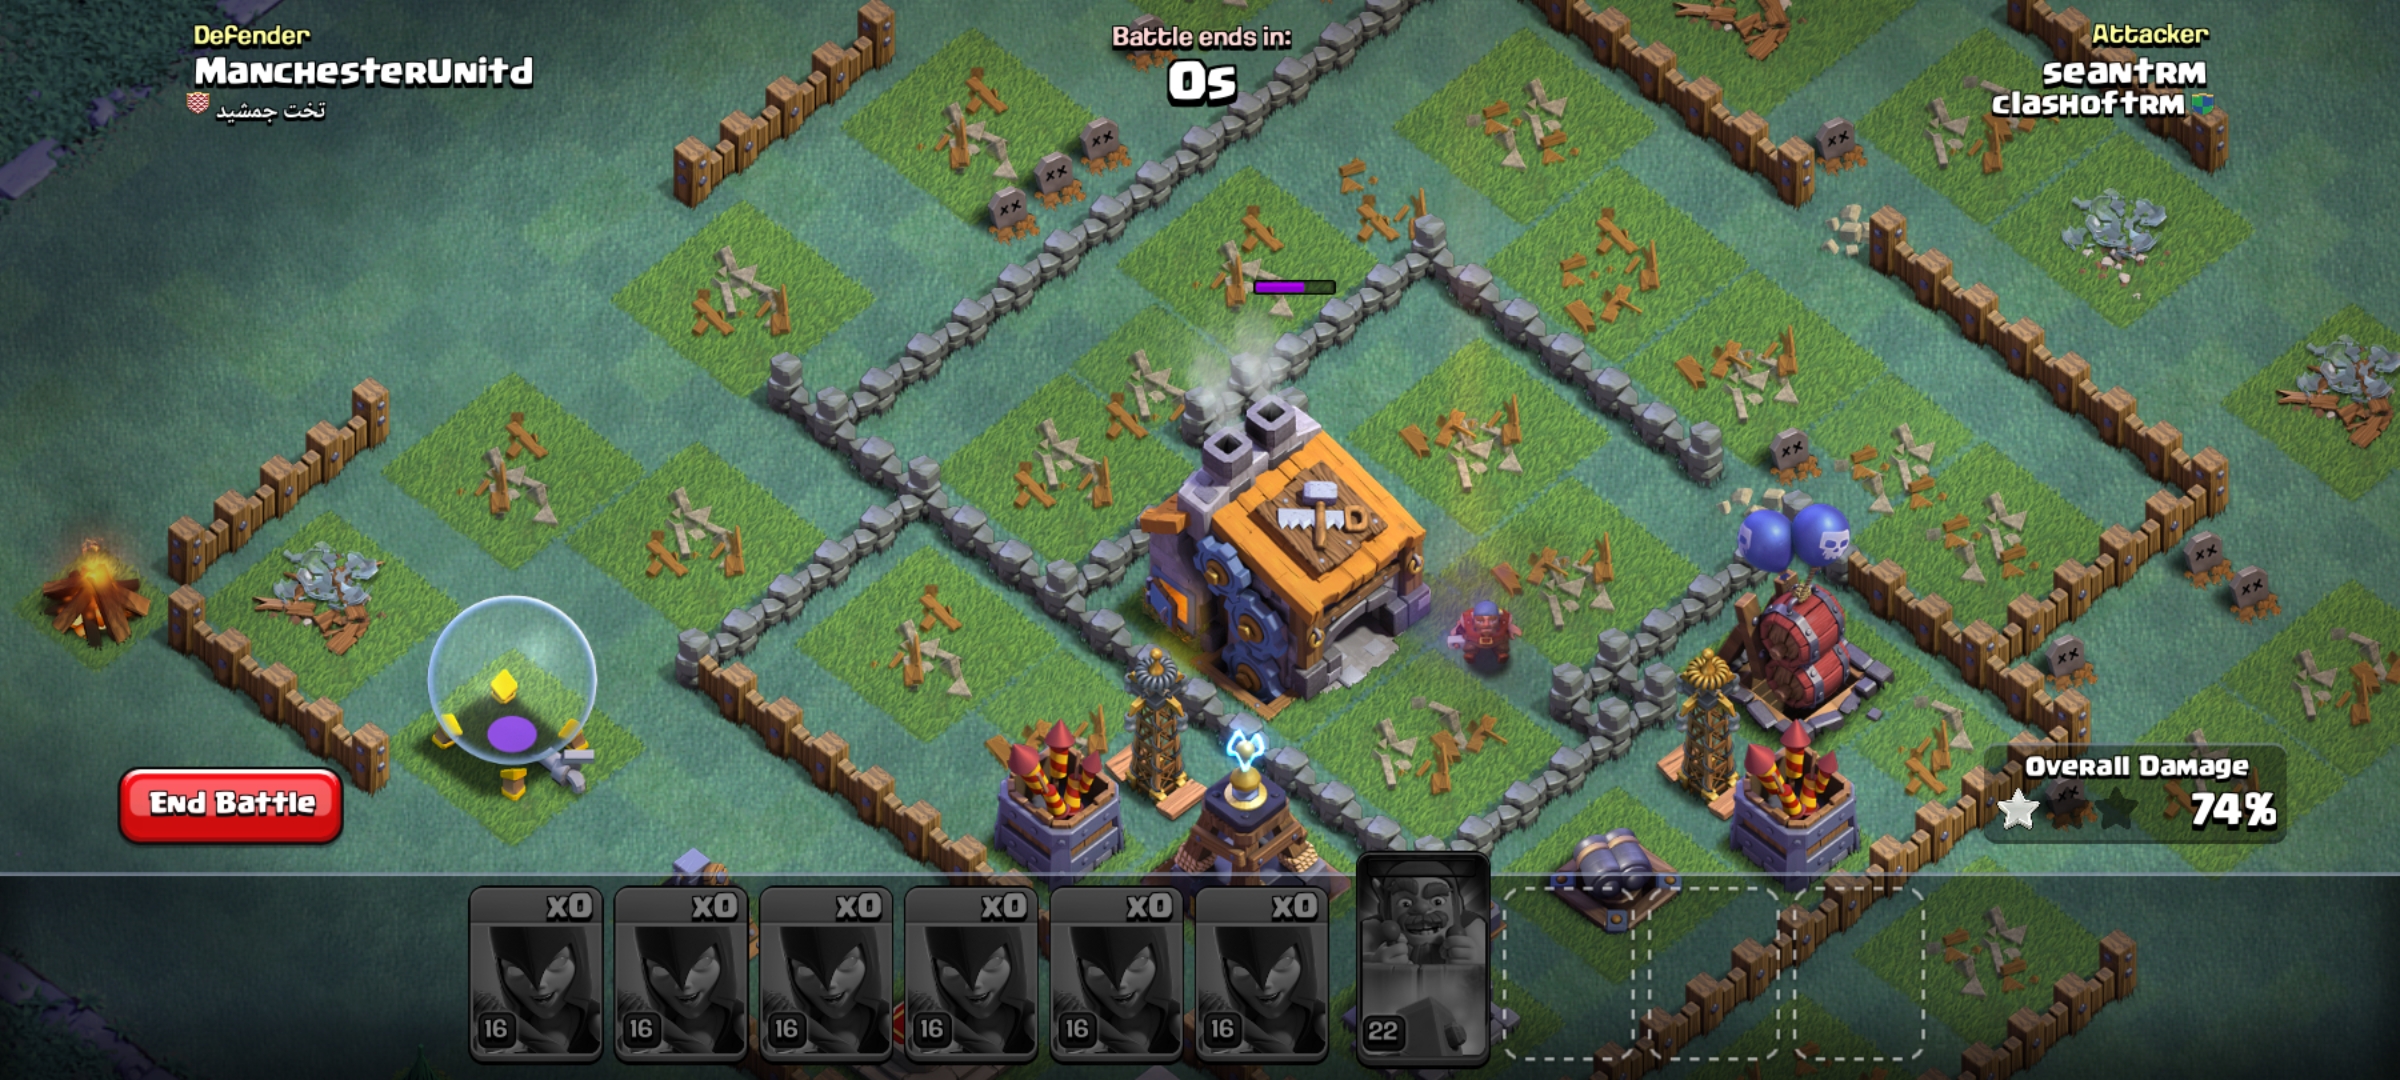 Defender
ManchesterUnitd
تخت جمشید
Battle ends in:
0s
Attacker
seantRM
clashoftRM
End Battle
Overall Damage
74%
x0
x0
x0
x0
x0
x0
16
16
16
16
16
16
22